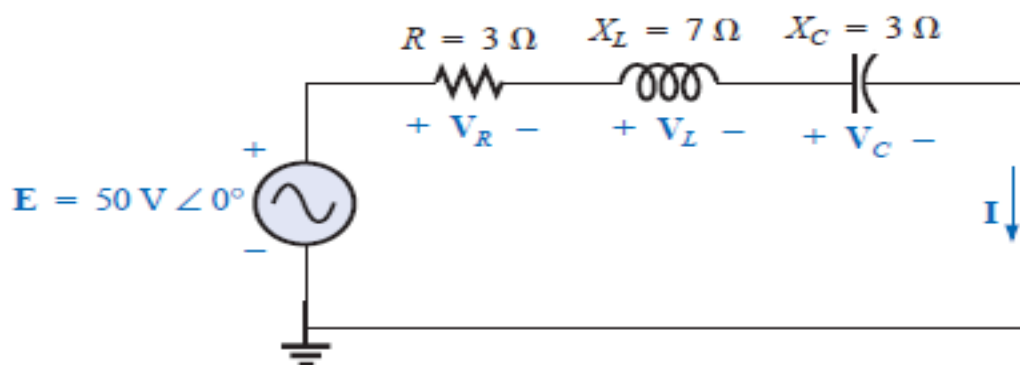 R = 3 Ω   X_L = 7 Ω   X_C = 3 Ω
+ V_R −   + V_L −   + V_C −
+
E = 50 V ∠ 0°
−
I